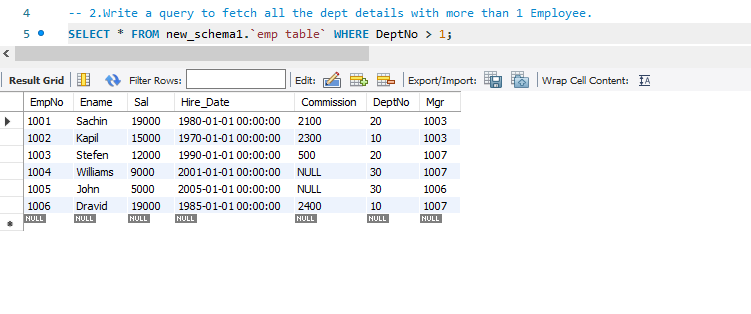 4 -- 2.Write a query to fetch all the dept details with more than 1 Employee.
5 SELECT * FROM new_schema1.`emp table` WHERE DeptNo > 1;
Result Grid Filter Rows: Edit: Export/Import: Wrap Cell Content: IA
EmpNo Ename Sal Hire_Date Commission DeptNo Mgr
1001 Sachin 19000 1980-01-01 00:00:00 2100 20 1003
1002 Kapil 15000 1970-01-01 00:00:00 2300 10 1003
1003 Stefen 12000 1990-01-01 00:00:00 500 20 1007
1004 Williams 9000 2001-01-01 00:00:00 NULL 30 1007
1005 John 5000 2005-01-01 00:00:00 NULL 30 1006
1006 Dravid 19000 1985-01-01 00:00:00 2400 10 1007
NULL NULL NULL NULL NULL NULL NULL